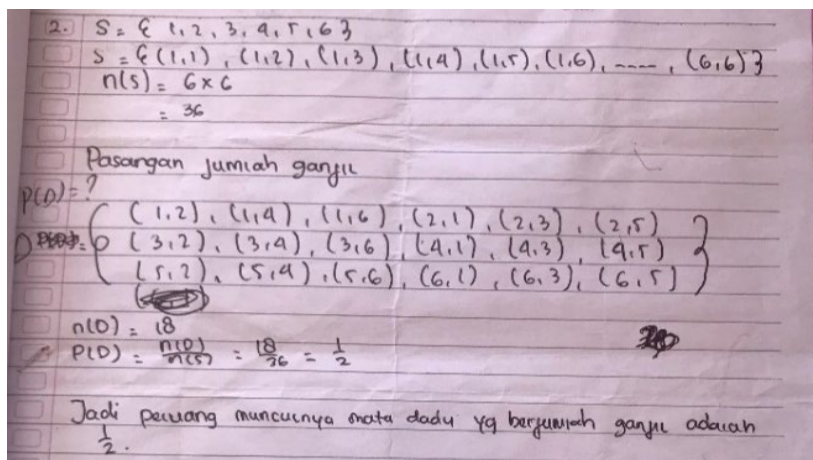 2. S = { 1, 2, 3, 4, 5, 6 }
S = { (1,1), (1,2), (1,3), (1,4), (1,5), (1,6), ----, (6,6) }
n(S) = 6 x 6
= 36
Pasangan jumlah ganjil
P(D) = ?
D = { (1,2), (1,4), (1,6), (2,1), (2,3), (2,5)
(3,2), (3,4), (3,6), (4,1), (4,3), (4,5)
(5,2), (5,4), (5,6), (6,1), (6,3), (6,5) }
n(D) = 18
P(D) = n(D)/n(S) = 18/36 = 1/2
Jadi peluang munculnya mata dadu yg berjumlah ganjil adalah
1/2.